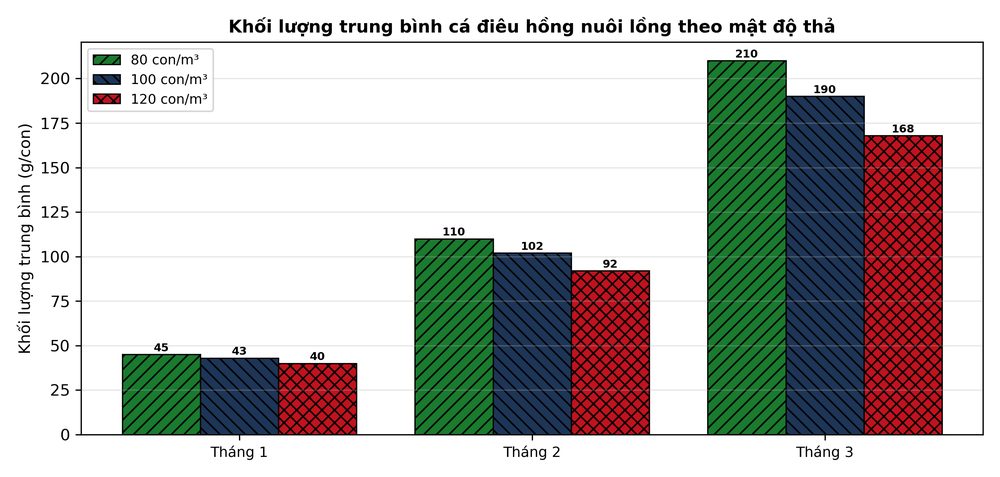 Khối lượng trung bình cá điêu hồng nuôi lồng theo mật độ thả
80 con/m³
100 con/m³
120 con/m³
Khối lượng trung bình (g/con)
200
175
150
125
100
75
50
25
0
45
43
40
110
102
92
210
190
168
Tháng 1
Tháng 2
Tháng 3